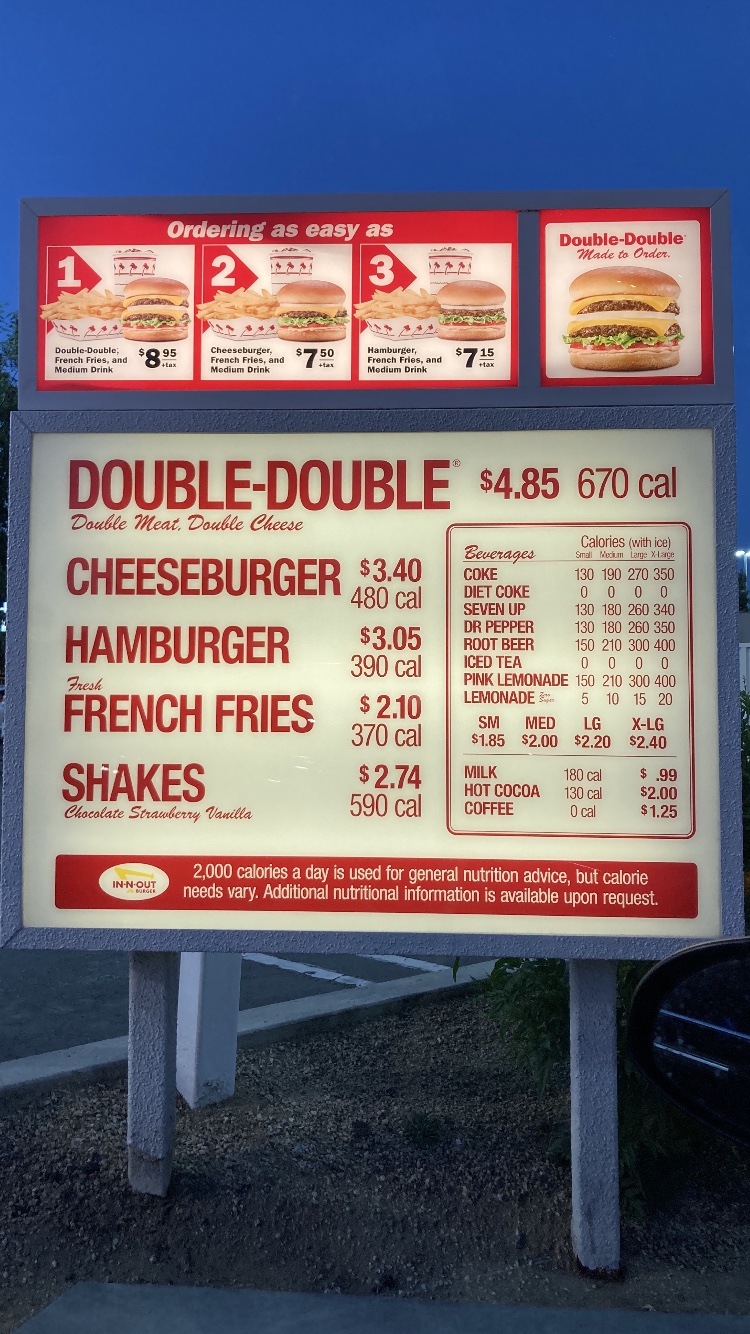 Ordering as easy as
1
Double-Double,
French Fries, and
Medium Drink
$8 95
+tax
2
Cheeseburger,
French Fries, and
Medium Drink
$7 50
+tax
3
Hamburger,
French Fries, and
Medium Drink
$7 15
+tax
Double-Double®
Made to Order.
DOUBLE-DOUBLE® $4.85 670 cal
Double Meat, Double Cheese
CHEESEBURGER $3.40
480 cal
HAMBURGER $3.05
390 cal
Fresh
FRENCH FRIES $2.10
370 cal
SHAKES $2.74
Chocolate Strawberry Vanilla 590 cal
Calories (with ice)
Beverages Small Medium Large X-Large
COKE 130 190 270 350
DIET COKE 0 0 0 0
SEVEN UP 130 180 260 340
DR PEPPER 130 180 260 350
ROOT BEER 150 210 300 400
ICED TEA 0 0 0 0
PINK LEMONADE 150 210 300 400
LEMONADE Zero Sugar 5 10 15 20
SM MED LG X-LG
$1.85 $2.00 $2.20 $2.40
MILK 180 cal $ .99
HOT COCOA 130 cal $2.00
COFFEE 0 cal $1.25
IN-N-OUT
BURGER
2,000 calories a day is used for general nutrition advice, but calorie
needs vary. Additional nutritional information is available upon request.